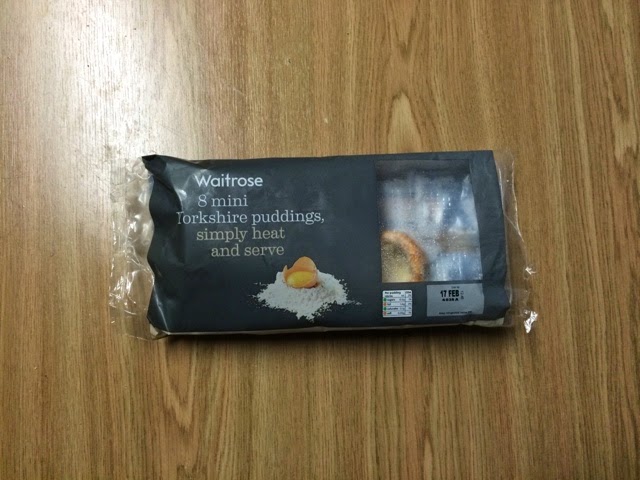 Waitrose
8 mini
Yorkshire puddings,
simply heat
and serve
17 FEB